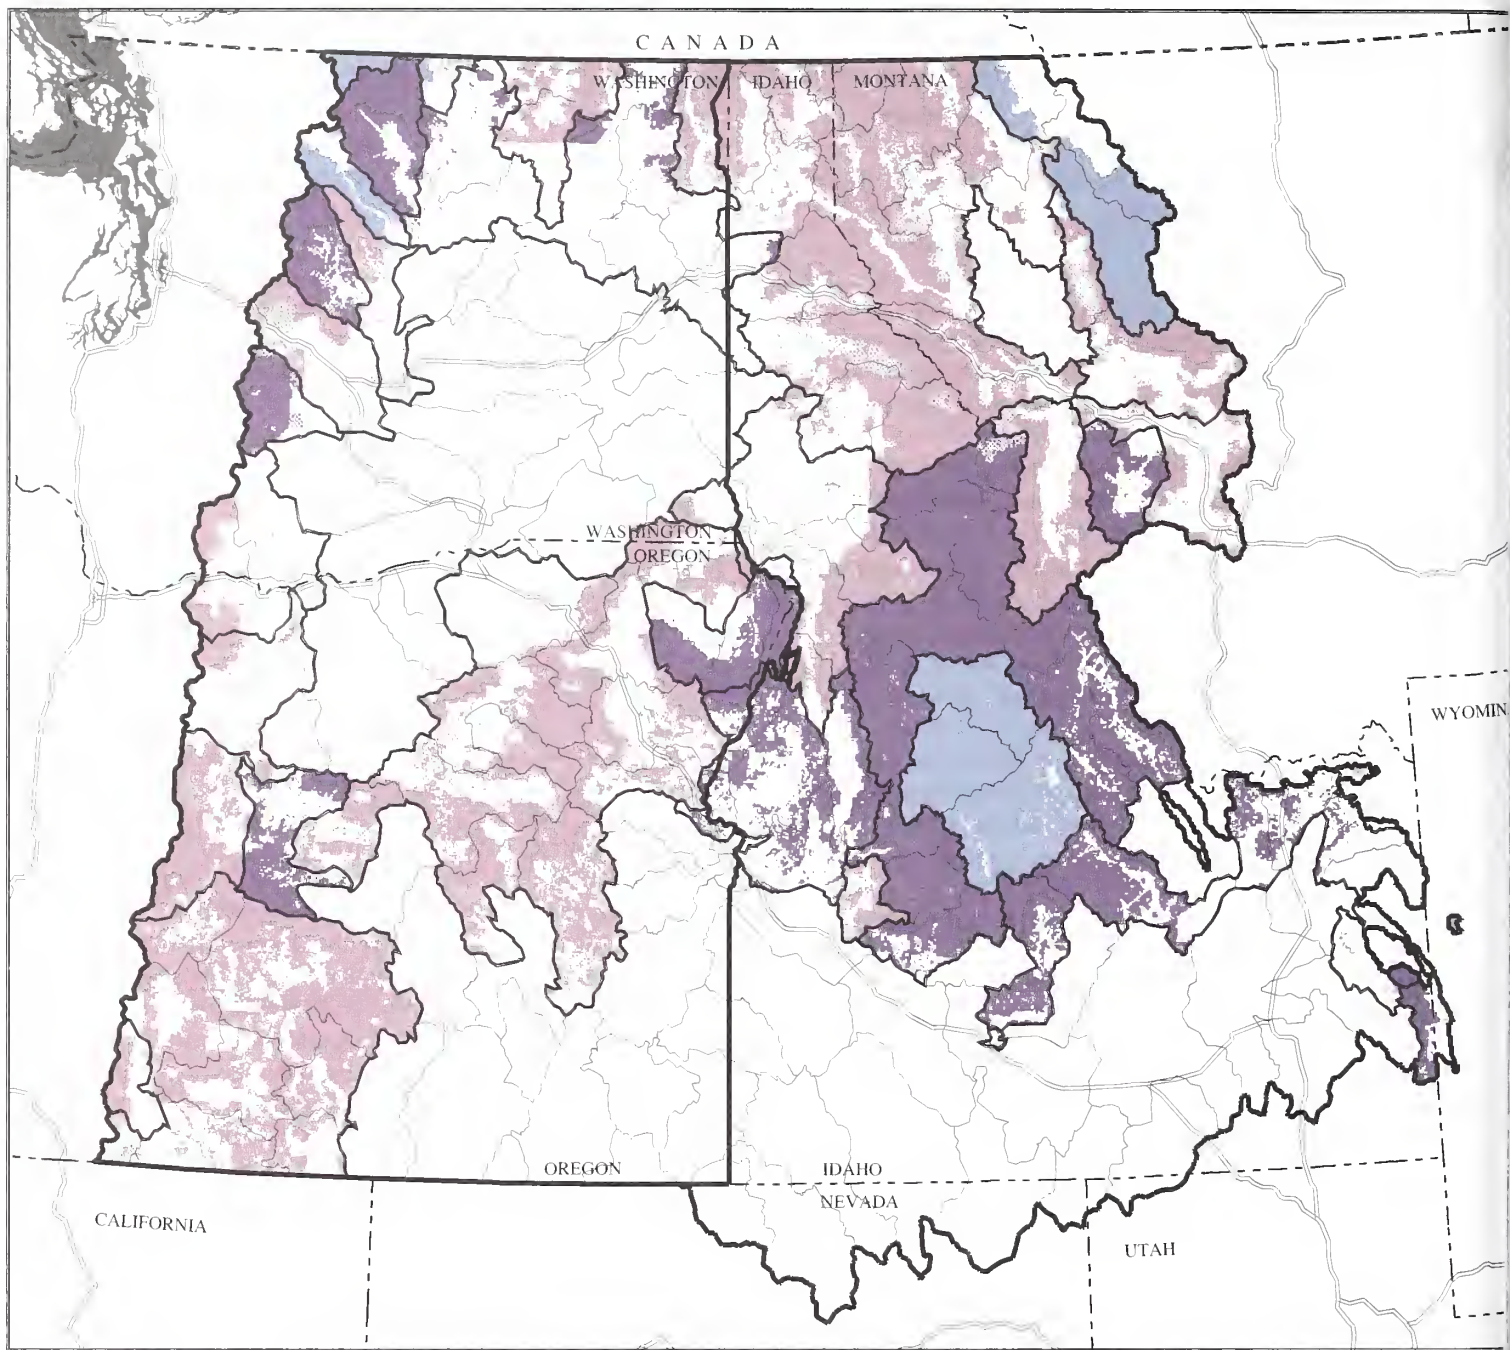 CANADA
WASHINGTON IDAHO MONTANA
WASHINGTON
OREGON
WYOMIN
OREGON
IDAHO
NEVADA
CALIFORNIA
UTAH